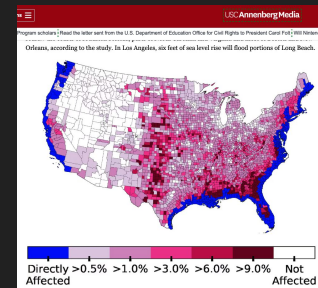 USC Annenberg Media
Program scholars
Read the letter sent from the U.S. Department of Education Office for Civil Rights to President Carol Folt
Will
Orleans, according to the study. In Los Angeles, six feet of sea level rise will flood portions of Long Beach.
Directly Affected
>0.5%
>1.0%
>3.0%
>6.0%
>9.0%
Not Affected